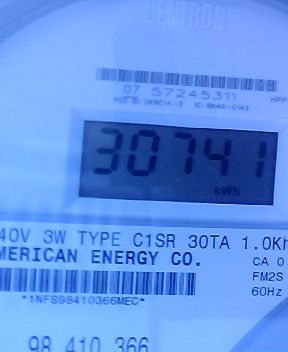 CENTRON
07 57245311
30741
kWh
40V 3W TYPE C1SR 30TA 1.0Kh
MERICAN ENERGY CO.
CA 0
FM2S
60Hz
*1NFS98410366MEC*
98 410 366